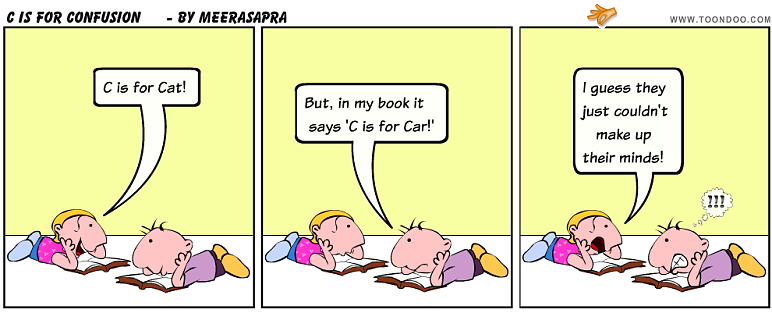 C IS FOR CONFUSION - BY MEERASAPRA
WWW.TOONDOO.COM
C is for Cat!
But, in my book it
says 'C is for Car!'
I guess they
just couldn't
make up
their minds!
!!!